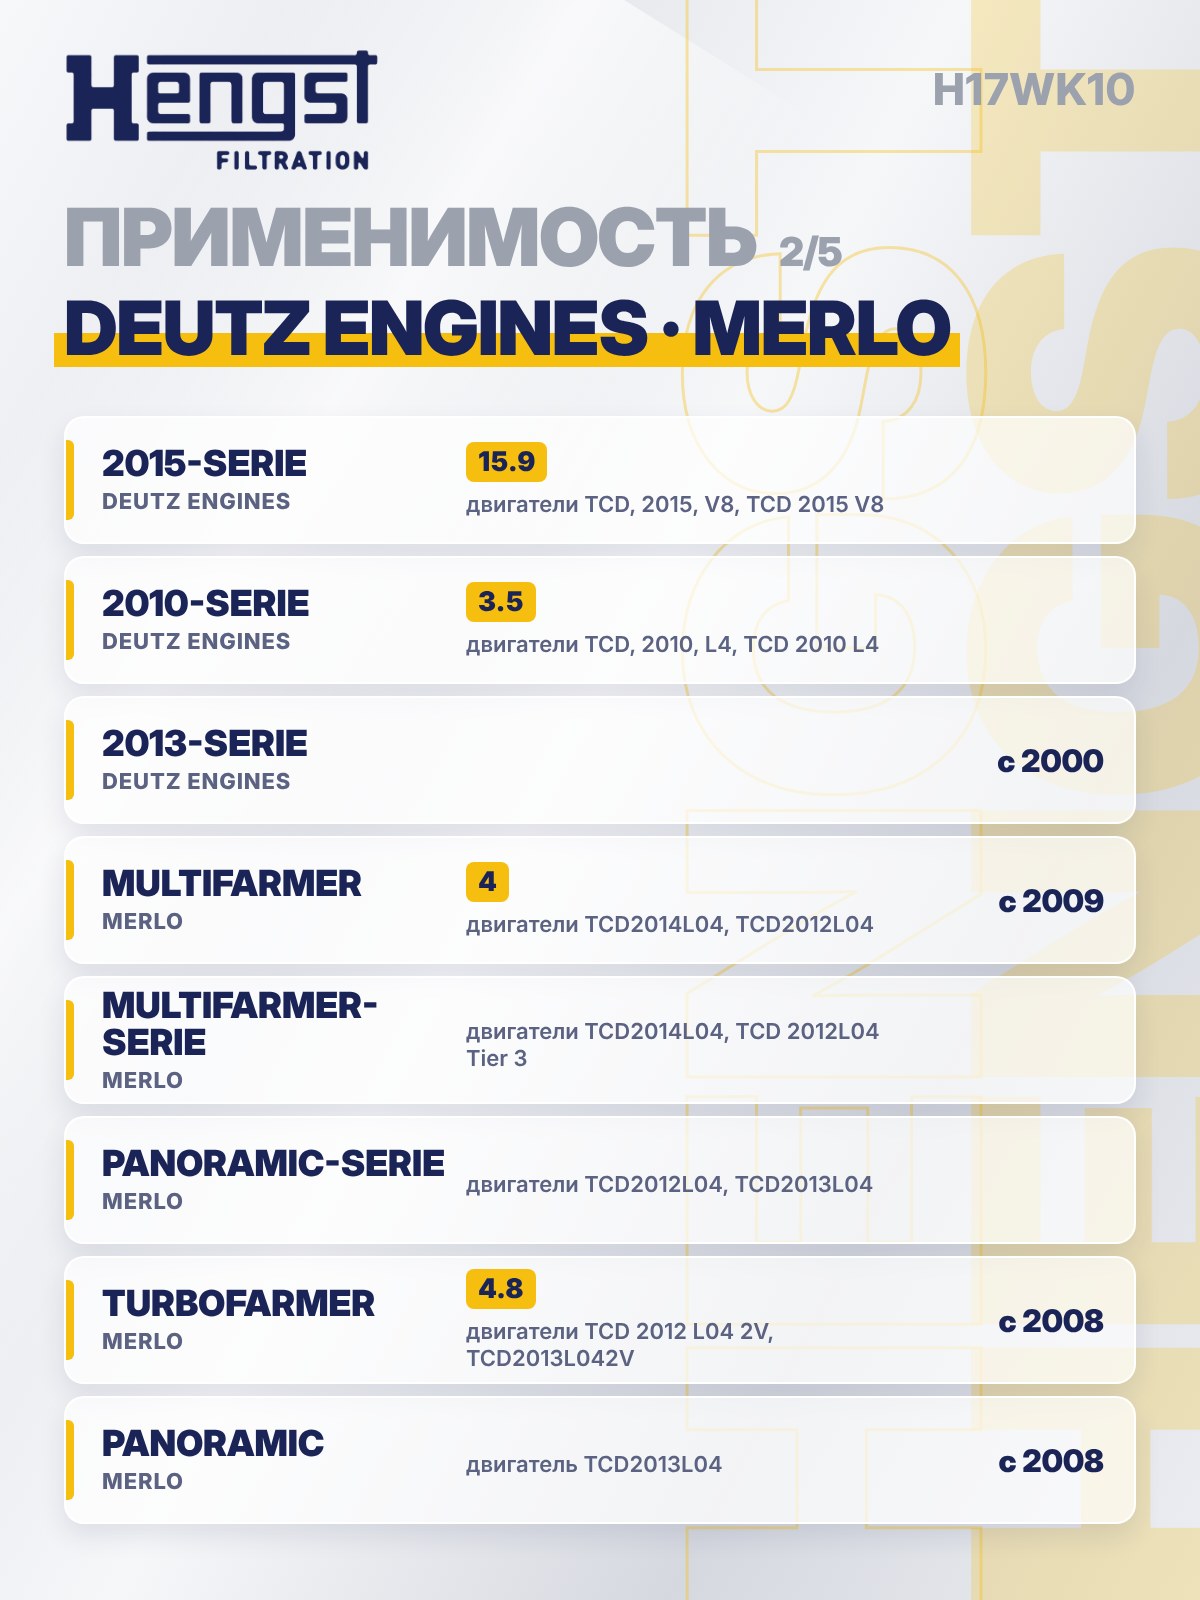 Hengst
FILTRATION
H17WK10
ПРИМЕНИМОСТЬ 2/5
DEUTZ ENGINES · MERLO
2015-SERIE
DEUTZ ENGINES
15.9
двигатели TCD, 2015, V8, TCD 2015 V8
2010-SERIE
DEUTZ ENGINES
3.5
двигатели TCD, 2010, L4, TCD 2010 L4
2013-SERIE
DEUTZ ENGINES
с 2000
MULTIFARMER
MERLO
4
двигатели TCD2014L04, TCD2012L04
с 2009
MULTIFARMER-
SERIE
MERLO
двигатели TCD2014L04, TCD 2012L04
Tier 3
PANORAMIC-SERIE
MERLO
двигатели TCD2012L04, TCD2013L04
TURBOFARMER
MERLO
4.8
двигатели TCD 2012 L04 2V,
TCD2013L042V
с 2008
PANORAMIC
MERLO
двигатель TCD2013L04
с 2008
HENGST
HENGST